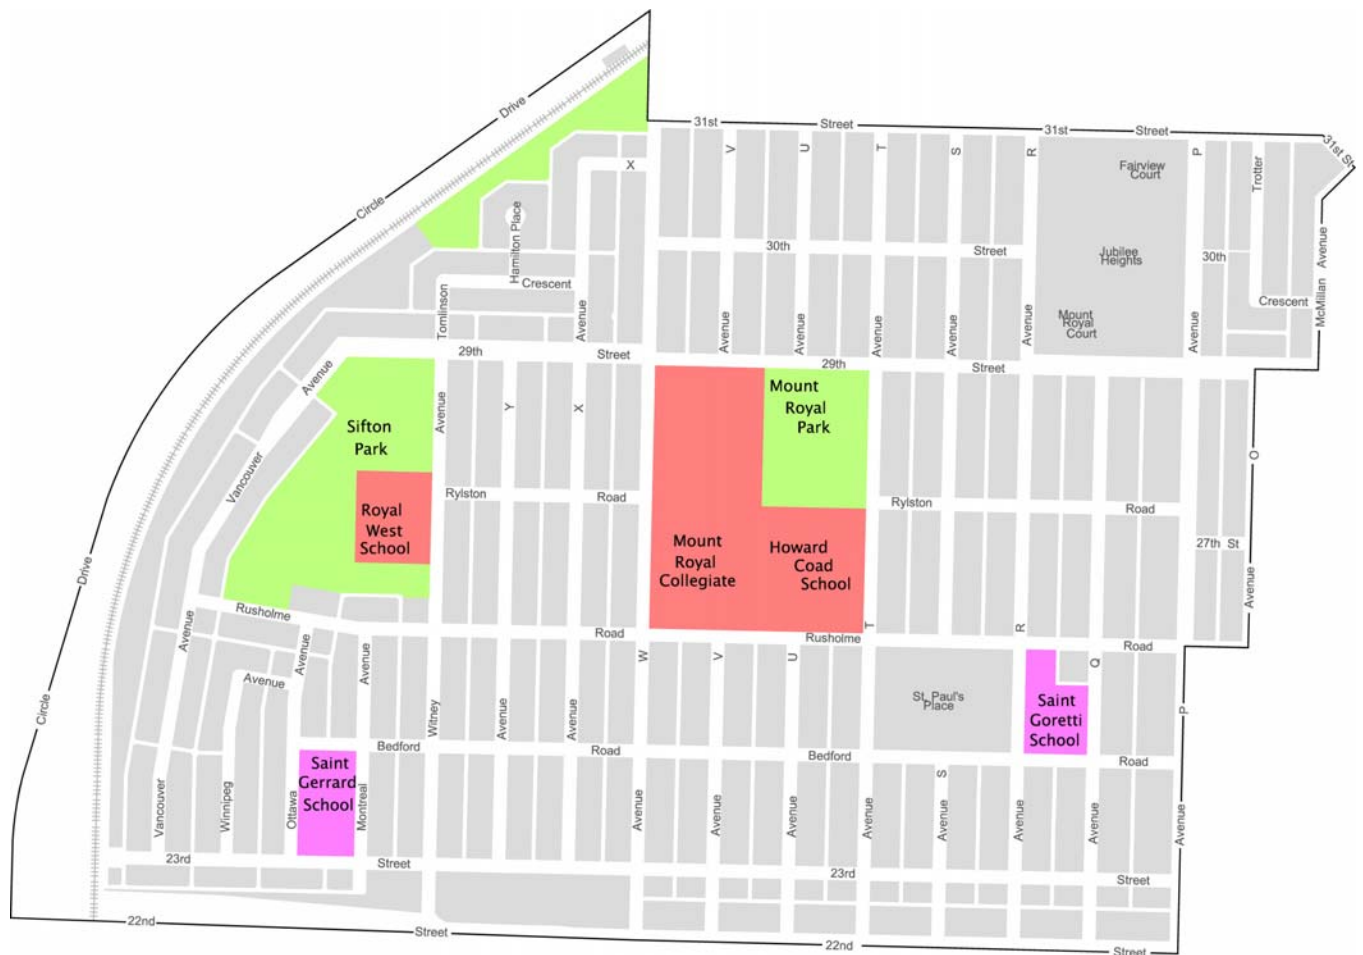 31st
Street
31st
Street
31st St
Drive
Circle
X
V
U
T
S
R
P
Fairview
Court
Trotter
Hamilton Place
30th
Street
Jubilee
Heights
30th
Avenue
McMillan
Crescent
Crescent
Tomlinson
Avenue
Avenue
Avenue
Avenue
Avenue
Avenue
Mount
Royal
Court
Avenue
29th
Street
29th
Street
Avenue
Vancouver
Avenue
Y
X
Sifton
Park
Mount
Royal
Park
O
Rylston
Road
Rylston
Road
Royal
West
School
Mount
Royal
Collegiate
Howard
Coad
School
27th St
Avenue
Drive
Circle
Rusholme
Road
Rusholme
Road
Avenue
Avenue
Avenue
Avenue
W
V
U
T
R
Q
P
Witney
Avenue
Avenue
St. Paul's
Place
Saint
Goretti
School
Bedford
Road
Bedford
Road
Saint
Gerrard
School
Vancouver
Winnipeg
Ottawa
Montreal
Avenue
Avenue
Avenue
Avenue
S
Avenue
Avenue
Avenue
Avenue
23rd
Street
23rd
Street
22nd
Street
22nd
Street